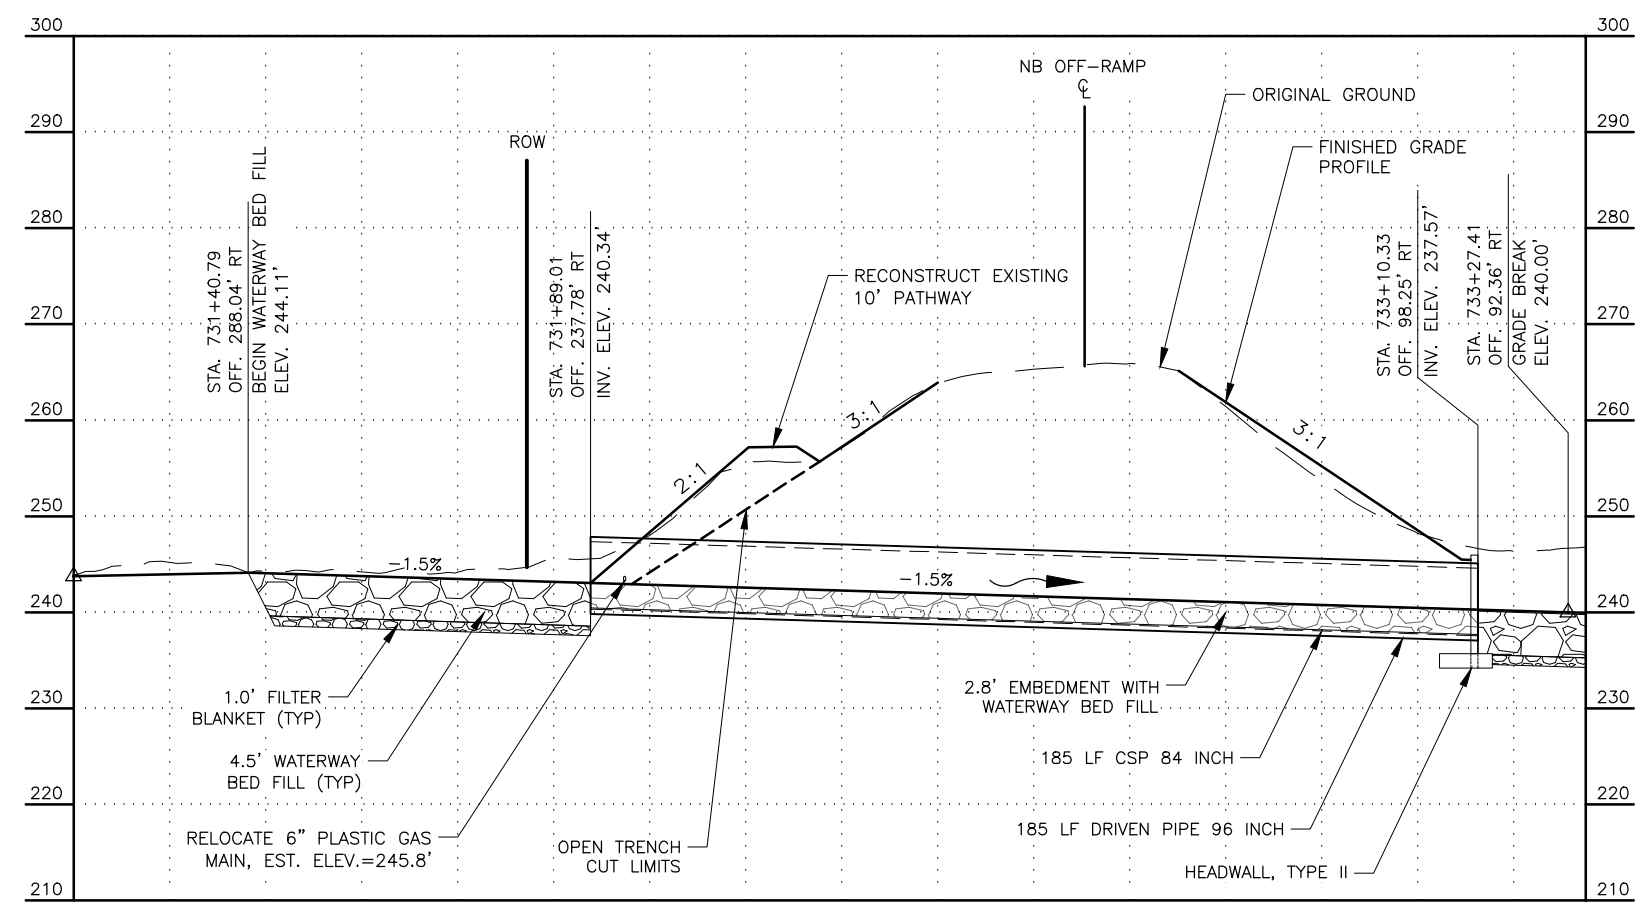 300
300
NB OFF-RAMP
℄
ORIGINAL GROUND
290
290
ROW
FINISHED GRADE
PROFILE
280
280
STA. 731+40.79
OFF. 288.04' RT
BEGIN WATERWAY BED FILL
ELEV. 244.11'
STA. 731+89.01
OFF. 237.78' RT
INV. ELEV. 240.34'
RECONSTRUCT EXISTING
10' PATHWAY
STA. 733+10.33
OFF. 98.25' RT
INV. ELEV. 237.57'
STA. 733+27.41
OFF. 92.36' RT
GRADE BREAK
ELEV. 240.00'
270
270
260
260
3:1
3:1
2:1
250
250
-1.5%
-1.5%
240
240
1.0' FILTER
BLANKET (TYP)
2.8' EMBEDMENT WITH
WATERWAY BED FILL
230
230
4.5' WATERWAY
BED FILL (TYP)
185 LF CSP 84 INCH
220
220
RELOCATE 6" PLASTIC GAS
MAIN, EST. ELEV.=245.8'
OPEN TRENCH
CUT LIMITS
185 LF DRIVEN PIPE 96 INCH
HEADWALL, TYPE II
210
210